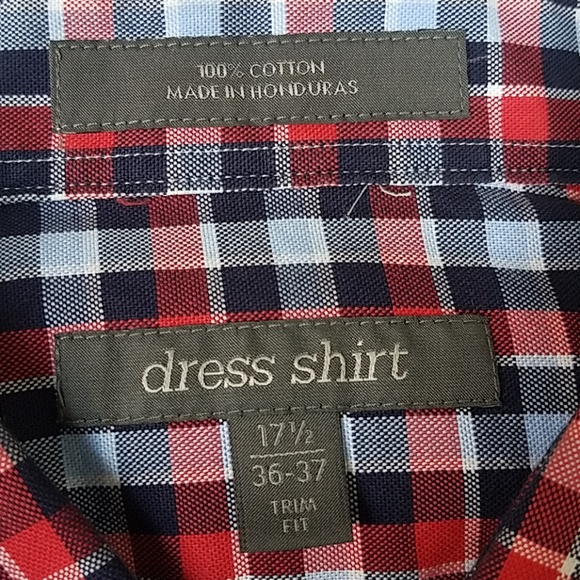 100% COTTON
MADE IN HONDURAS
dress shirt
17½
36-37
TRIM
FIT